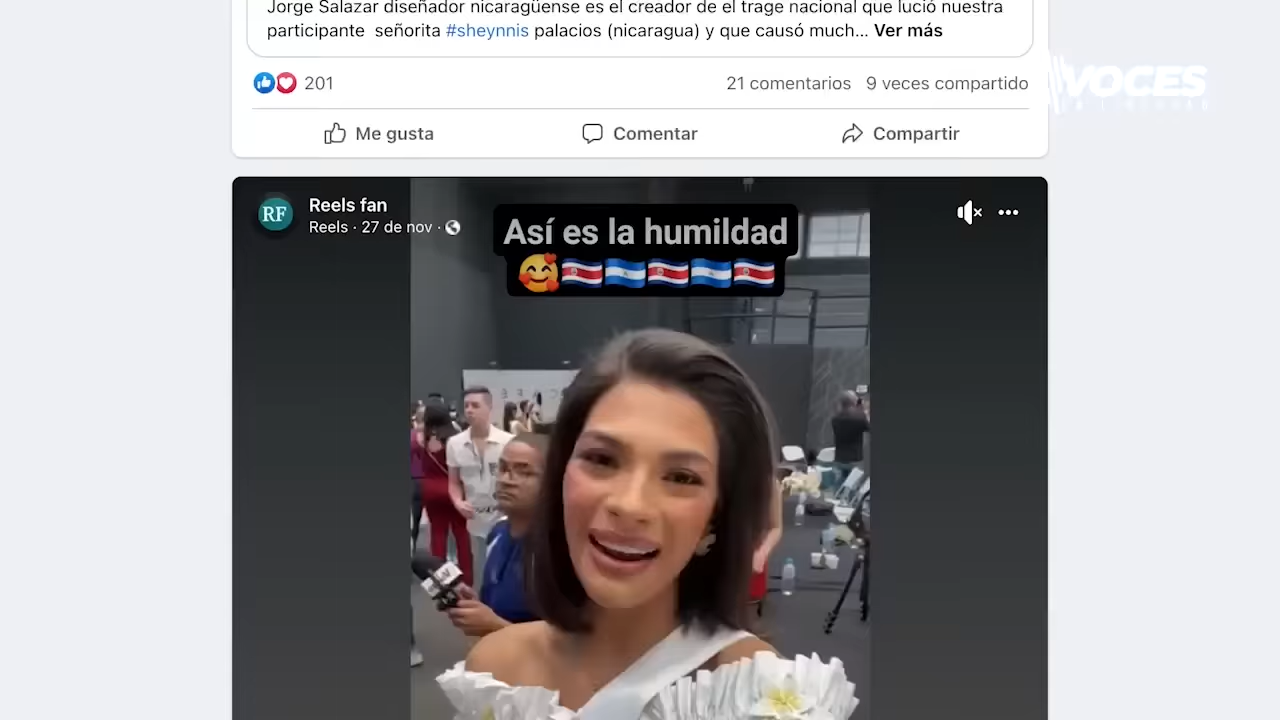 Jorge Salazar diseñador nicaragüense es el creador de el trage nacional que lució nuestra
participante señorita #sheynnis palacios (nicaragua) y que causó much... Ver más
201
21 comentarios 9 veces compartido
VOCES
Me gusta
Comentar
Compartir
RF
Reels fan
Reels · 27 de nov ·
Así es la humildad